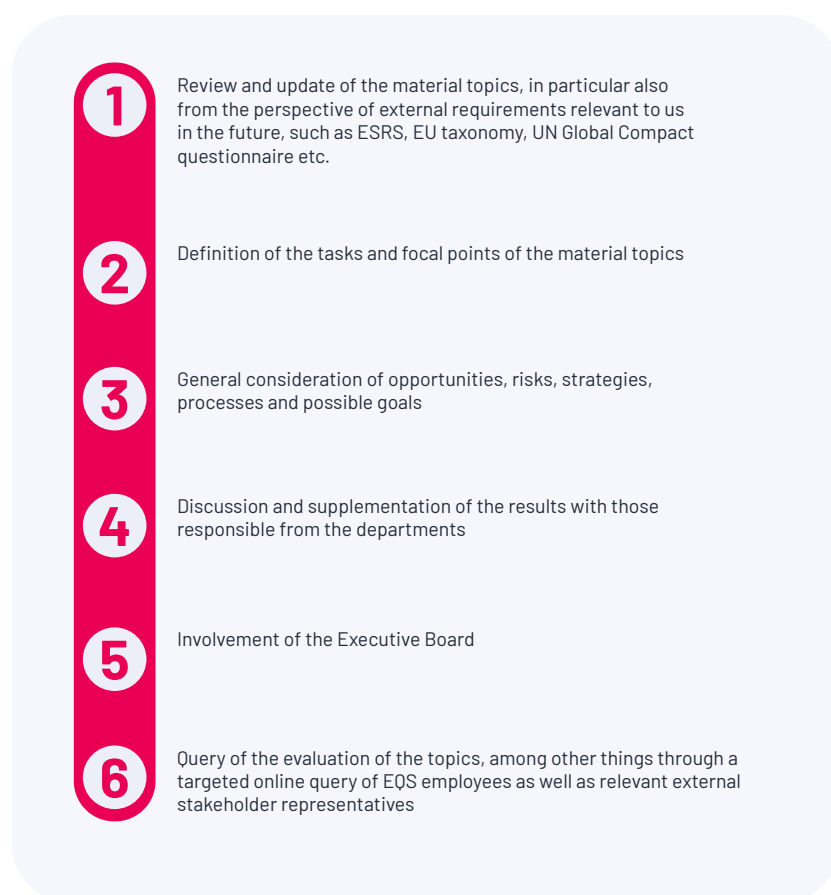 1
Review and update of the material topics, in particular also
from the perspective of external requirements relevant to us
in the future, such as ESRS, EU taxonomy, UN Global Compact
questionnaire etc.
2
Definition of the tasks and focal points of the material topics
3
General consideration of opportunities, risks, strategies,
processes and possible goals
4
Discussion and supplementation of the results with those
responsible from the departments
5
Involvement of the Executive Board
6
Query of the evaluation of the topics, among other things through a
targeted online query of EQS employees as well as relevant external
stakeholder representatives